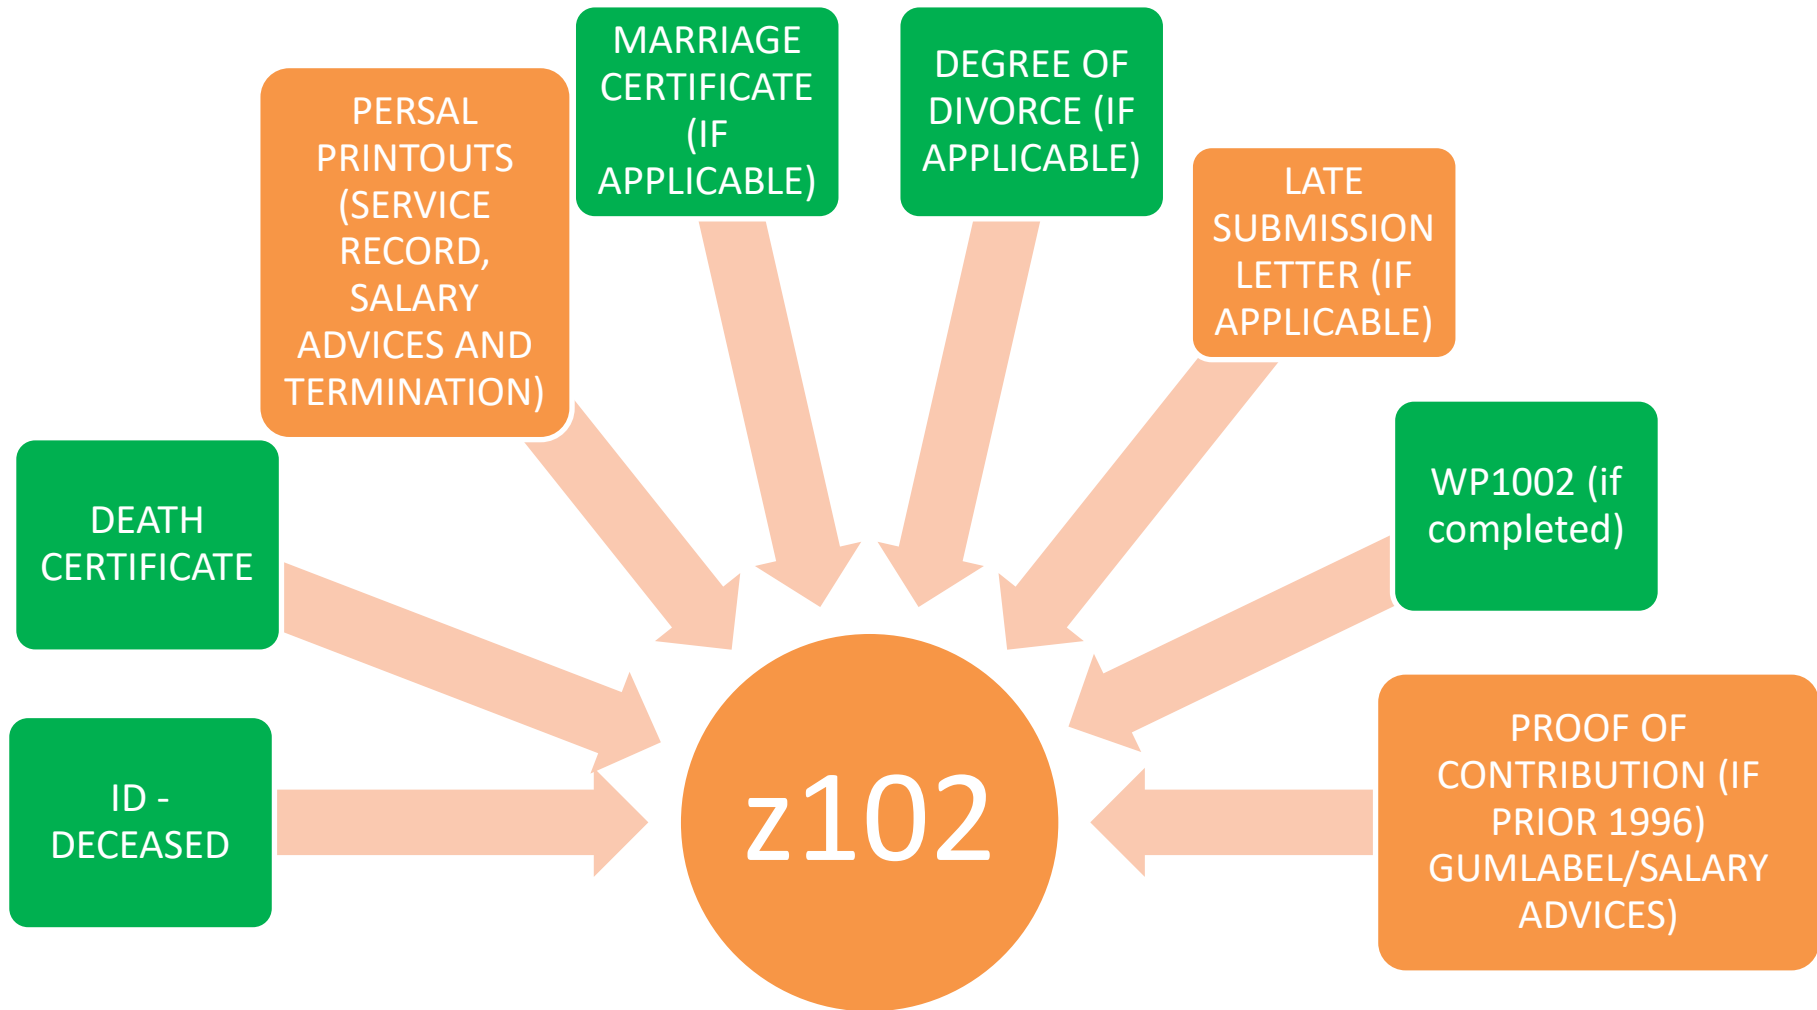 MARRIAGE
CERTIFICATE
(IF
APPLICABLE)
DEGREE OF
DIVORCE (IF
APPLICABLE)
PERSAL
PRINTOUTS
(SERVICE
RECORD,
SALARY
ADVICES AND
TERMINATION)
LATE
SUBMISSION
LETTER (IF
APPLICABLE)
DEATH
CERTIFICATE
WP1002 (if
completed)
ID -
DECEASED
z102
PROOF OF
CONTRIBUTION (IF
PRIOR 1996)
GUMLABEL/SALARY
ADVICES)